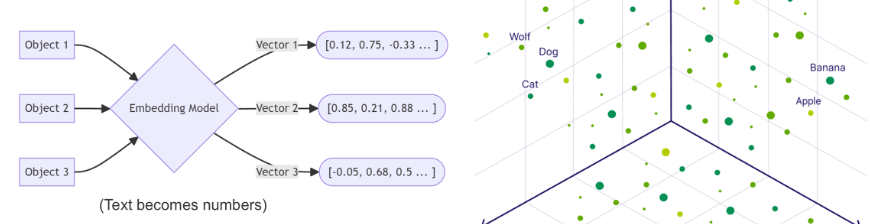 Object 1
Object 2
Object 3
Embedding Model
Vector 1
Vector 2
Vector 3
[0.12, 0.75, -0.33 ... ]
[0.85, 0.21, 0.88 ... ]
[-0.05, 0.68, 0.5 ... ]
(Text becomes numbers)
Wolf
Dog
Cat
Banana
Apple